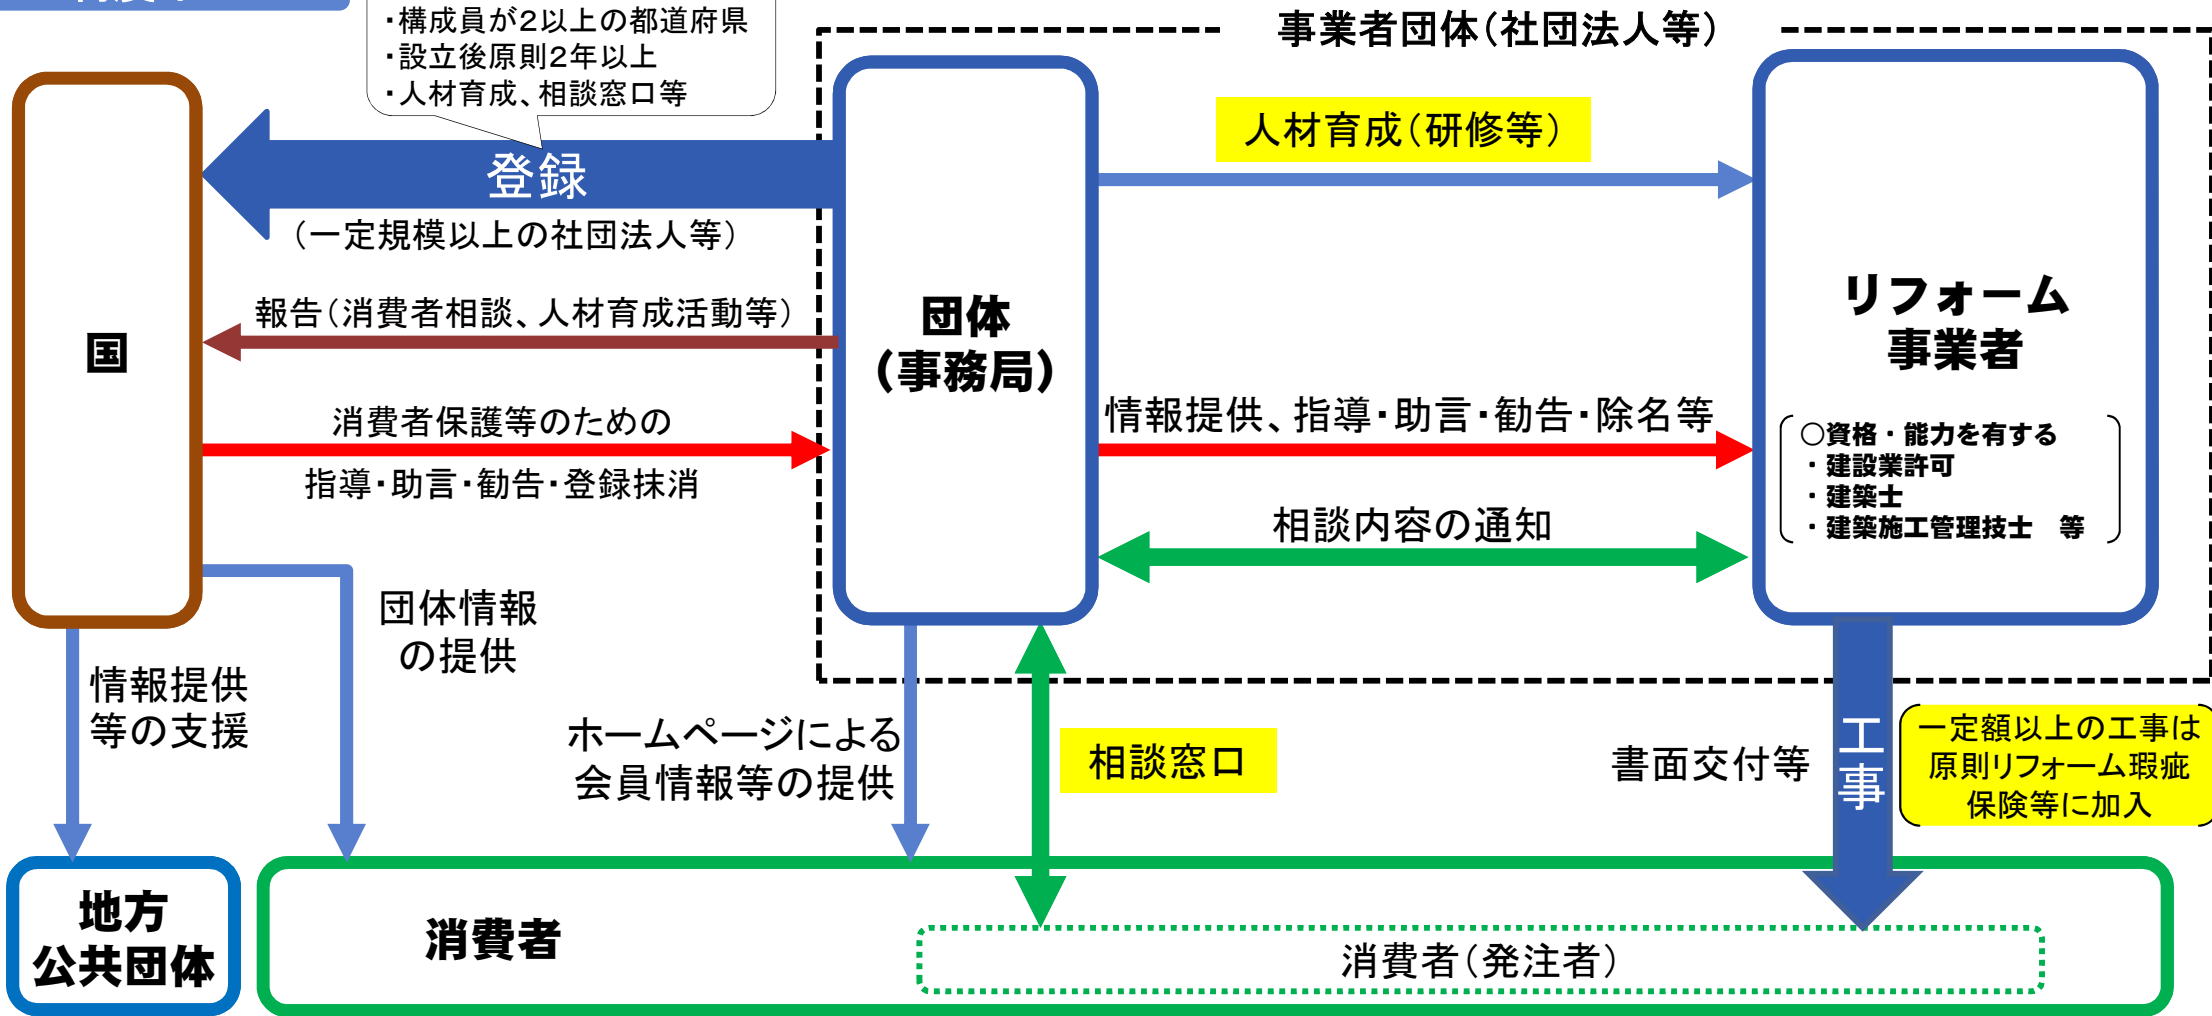 ・構成員が2以上の都道府県
・設立後原則2年以上
・人材育成、相談窓口等
事業者団体(社団法人等)
人材育成(研修等)
登録
(一定規模以上の社団法人等)
報告(消費者相談、人材育成活動等)
国
団体
(事務局)
リフォーム
事業者
消費者保護等のための
指導・助言・勧告・登録抹消
情報提供、指導・助言・勧告・除名等
○資格・能力を有する
・建設業許可
・建築士
・建築施工管理技士 等
相談内容の通知
団体情報
の提供
情報提供
等の支援
ホームページによる
会員情報等の提供
相談窓口
書面交付等
工事
一定額以上の工事は
原則リフォーム瑕疵
保険等に加入
地方
公共団体
消費者
消費者(発注者)